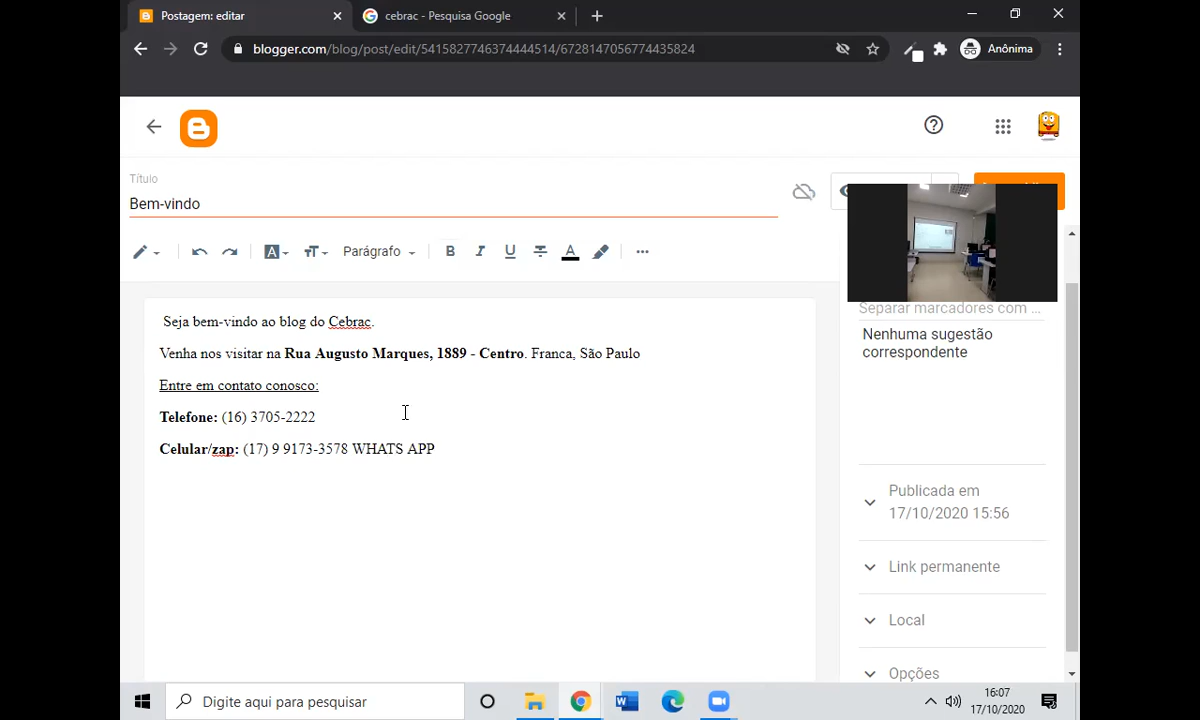 Postagem: editar
cebrac - Pesquisa Google
blogger.com/blog/post/edit/5415827746374444514/6728147056774435824
Anônima
Título
Bem-vindo
Parágrafo
Separar marcadores com ...
Nenhuma sugestão
correspondente
Seja bem-vindo ao blog do Cebrac.
Venha nos visitar na Rua Augusto Marques, 1889 - Centro. Franca, São Paulo
Entre em contato conosco:
Telefone: (16) 3705-2222
Celular/zap: (17) 9 9173-3578 WHATS APP
Publicada em
17/10/2020 15:56
Link permanente
Local
Opções
Digite aqui para pesquisar
16:07
17/10/2020